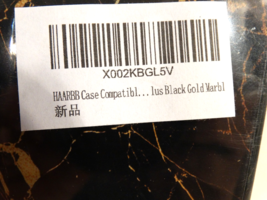 X002KBGL5V
HAARBB Case Compatibl... lus Black Gold Marbl
新品